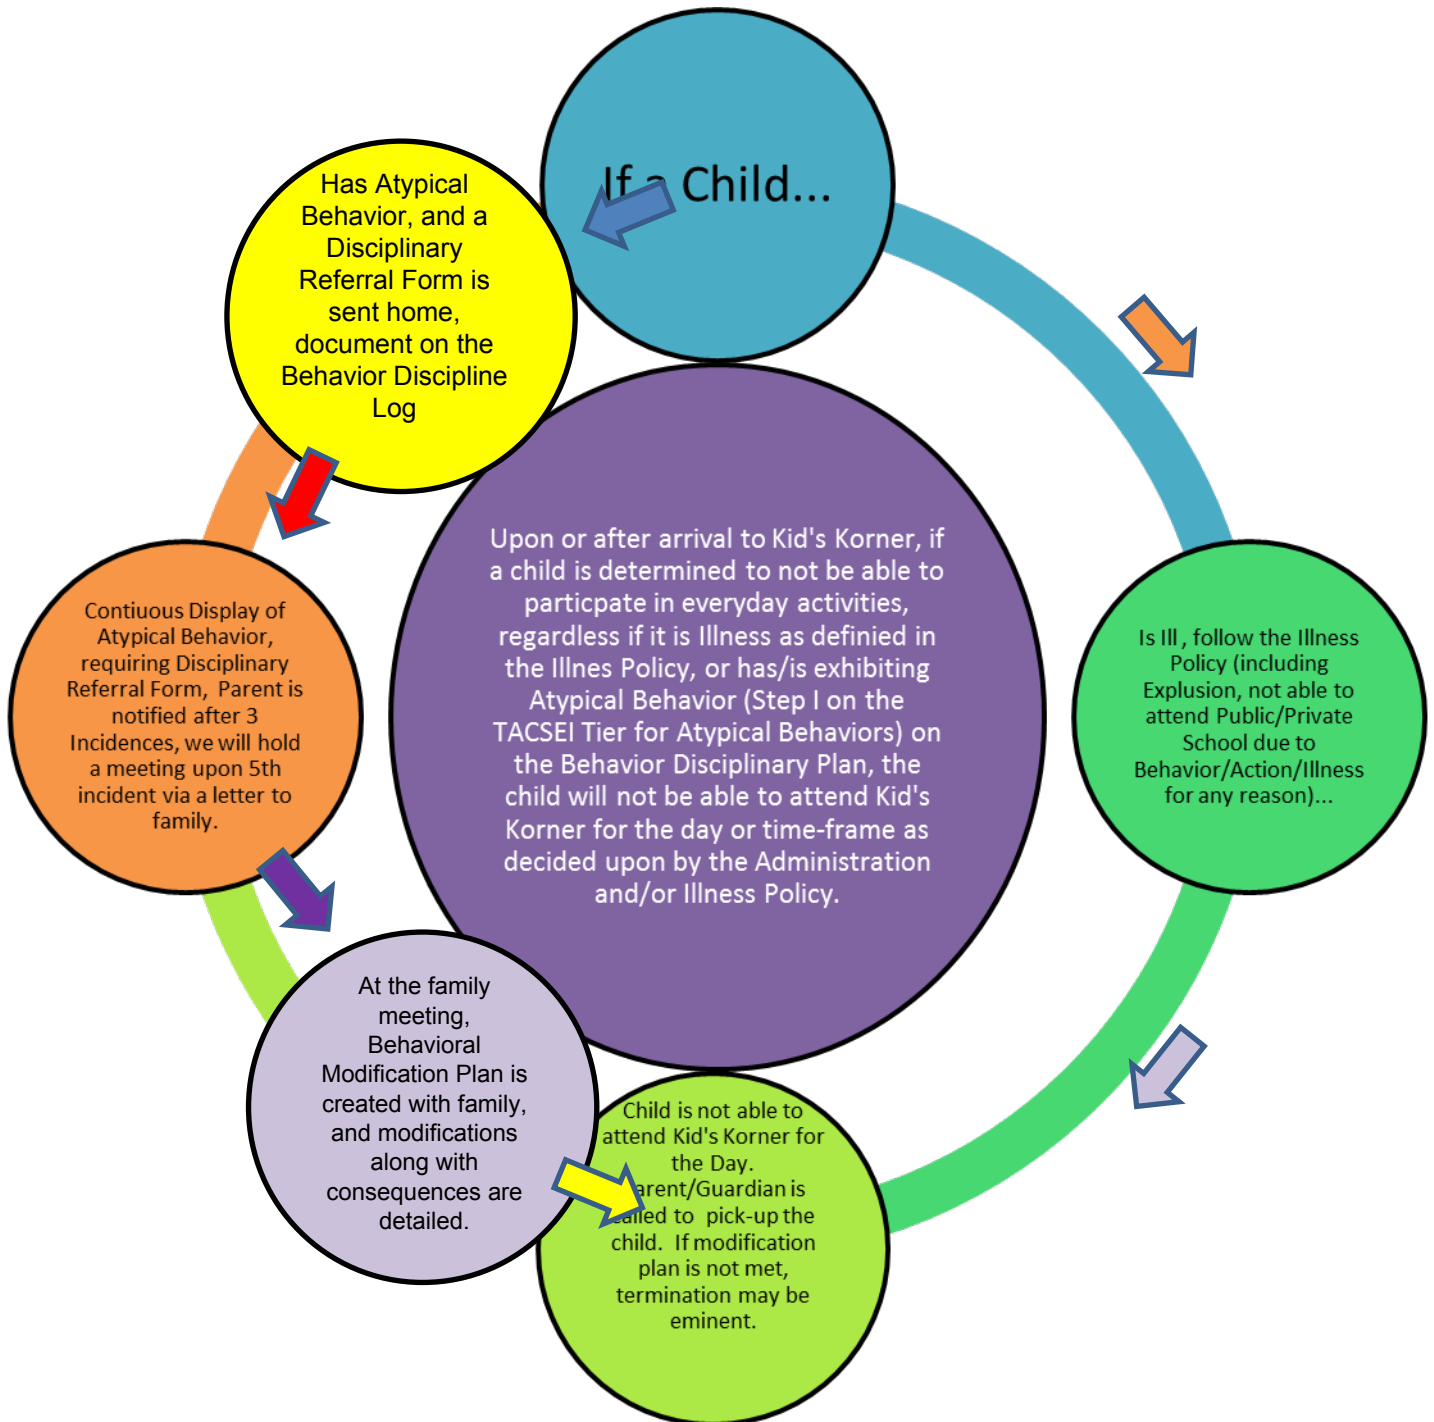 If a Child...
Has Atypical
Behavior, and a
Disciplinary
Referral Form is
sent home,
document on the
Behavior Discipline
Log
Contiuous Display of
Atypical Behavior,
requiring Disciplinary
Referral Form, Parent is
notified after 3
Incidences, we will hold
a meeting upon 5th
incident via a letter to
family.
At the family
meeting,
Behavioral
Modification Plan is
created with family,
and modifications
along with
consequences are
detailed.
Upon or after arrival to Kid's Korner, if
a child is determined to not be able to
particpate in everyday activities,
regardless if it is Illness as definied in
the Illnes Policy, or has/is exhibiting
Atypical Behavior (Step I on the
TACSEI Tier for Atypical Behaviors) on
the Behavior Disciplinary Plan, the
child will not be able to attend Kid's
Korner for the day or time-frame as
decided upon by the Administration
and/or Illness Policy.
Is Ill , follow the Illness
Policy (including
Explusion, not able to
attend Public/Private
School due to
Behavior/Action/Illness
for any reason)...
Child is not able to
attend Kid's Korner for
the Day.
Parent/Guardian is
called to pick-up the
child. If modification
plan is not met,
termination may be
eminent.